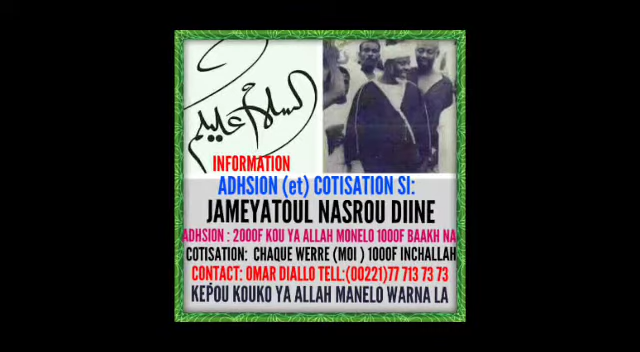 السلام عليكم
INFORMATION
ADHSION (et) COTISATION SI:
JAMEYATOUL NASROU DIINE
ADHSION : 2000F KOU YA ALLAH MONELO 1000F BAAKH NA
COTISATION: CHAQUE WERRE (MOI ) 1000F INCHALLAH
CONTACT: OMAR DIALLO TELL:(00221)77 713 73 73
KEPOU KOUKO YA ALLAH MANELO WARNA LA